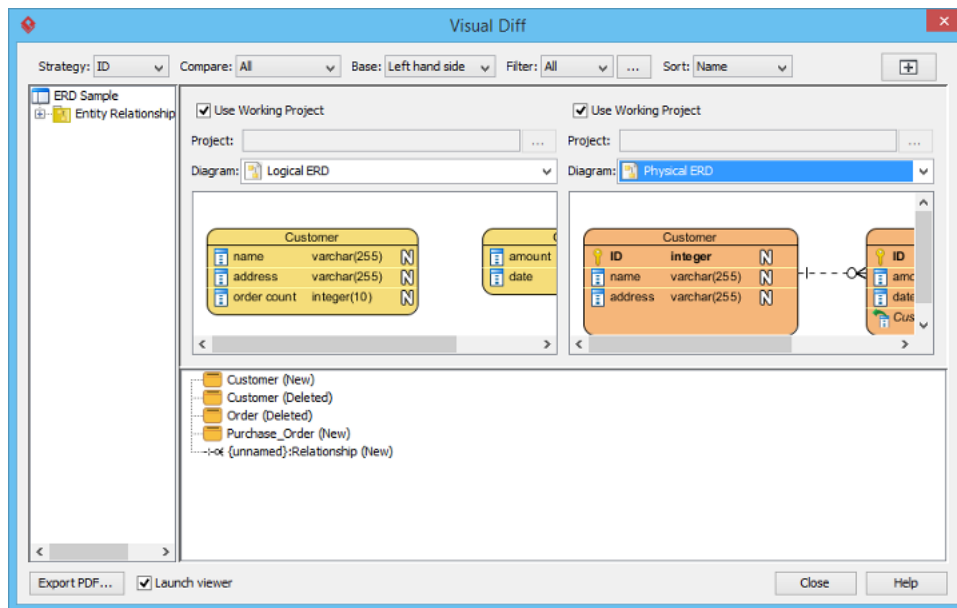 Visual Diff
Strategy: ID Compare: All Base: Left hand side Filter: All ... Sort: Name
ERD Sample
Entity Relationship
Use Working Project
Project: ...
Diagram: Logical ERD
Customer
name varchar(255) N
address varchar(255) N
order count integer(10) N
amount
date
Use Working Project
Project: ...
Diagram: Physical ERD
Customer
ID integer N
name varchar(255) N
address varchar(255) N
ID
amo
date
Cus
Customer (New)
Customer (Deleted)
Order (Deleted)
Purchase_Order (New)
{unnamed}:Relationship (New)
Export PDF... Launch viewer Close Help